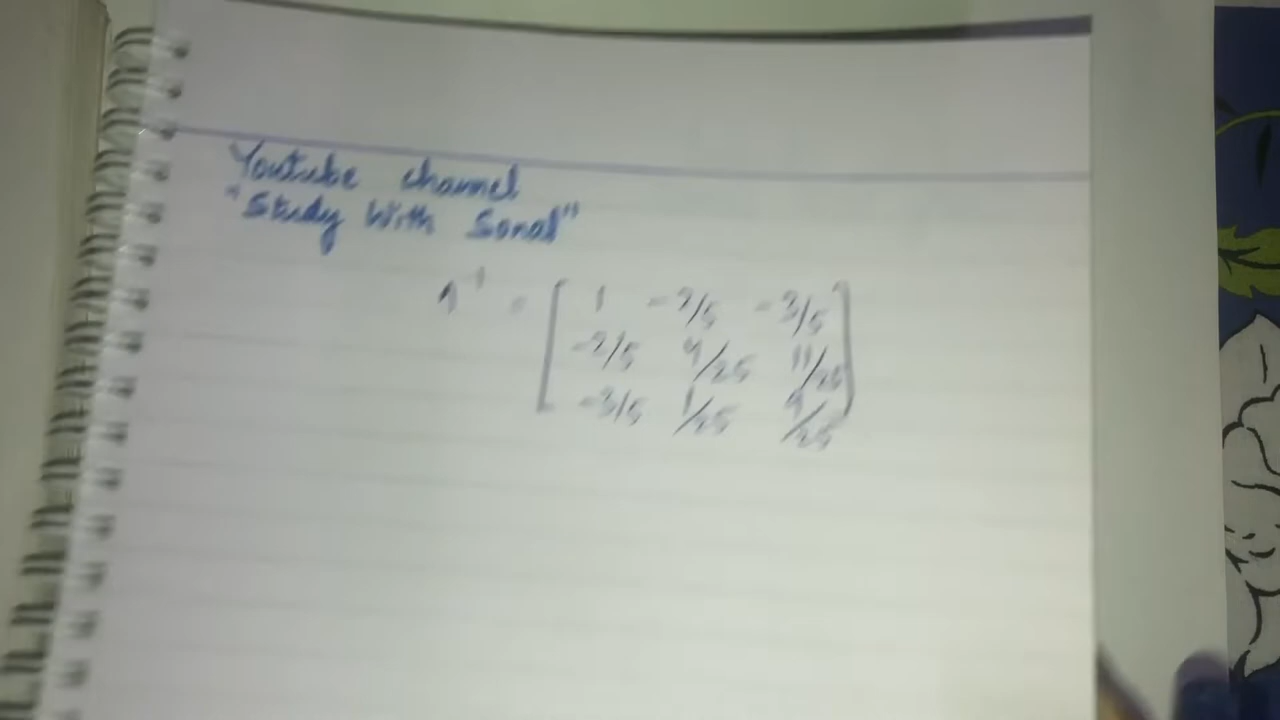 Youtube channel
"Study With Sonal"
A⁻¹ = [ 1 -2/5 -3/5
-2/5 4/25 11/25
-3/5 1/25 9/25 ]